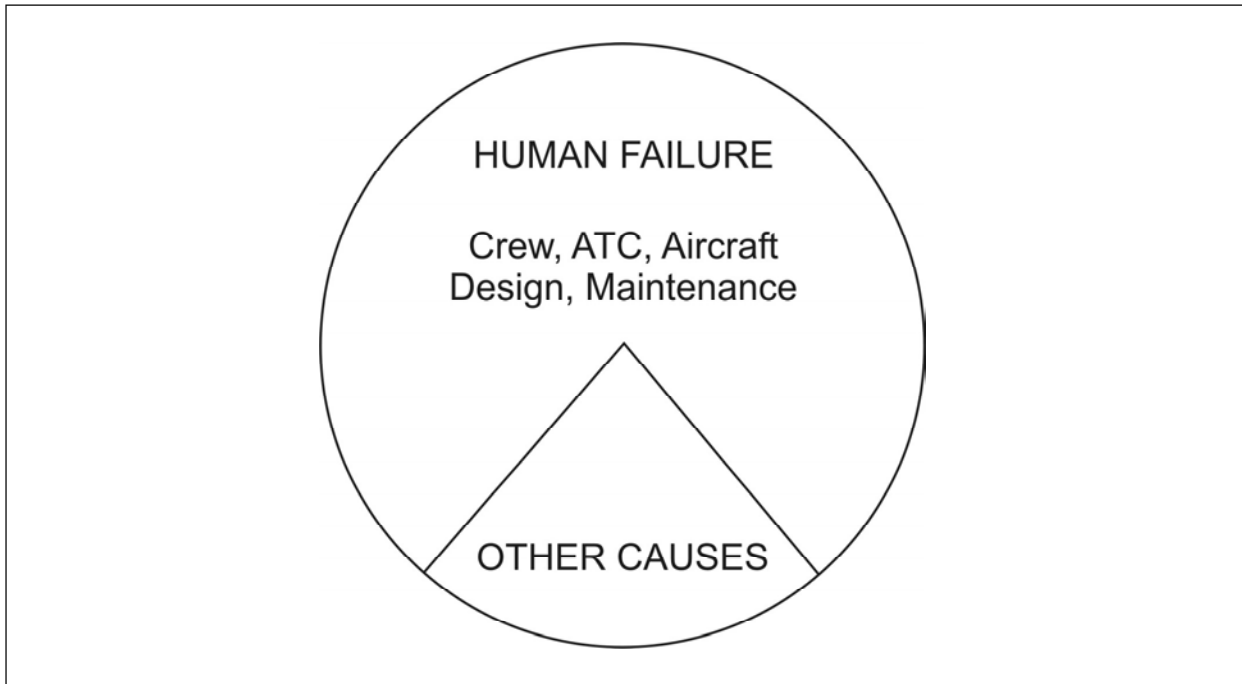 HUMAN FAILURE
Crew, ATC, Aircraft
Design, Maintenance
OTHER CAUSES